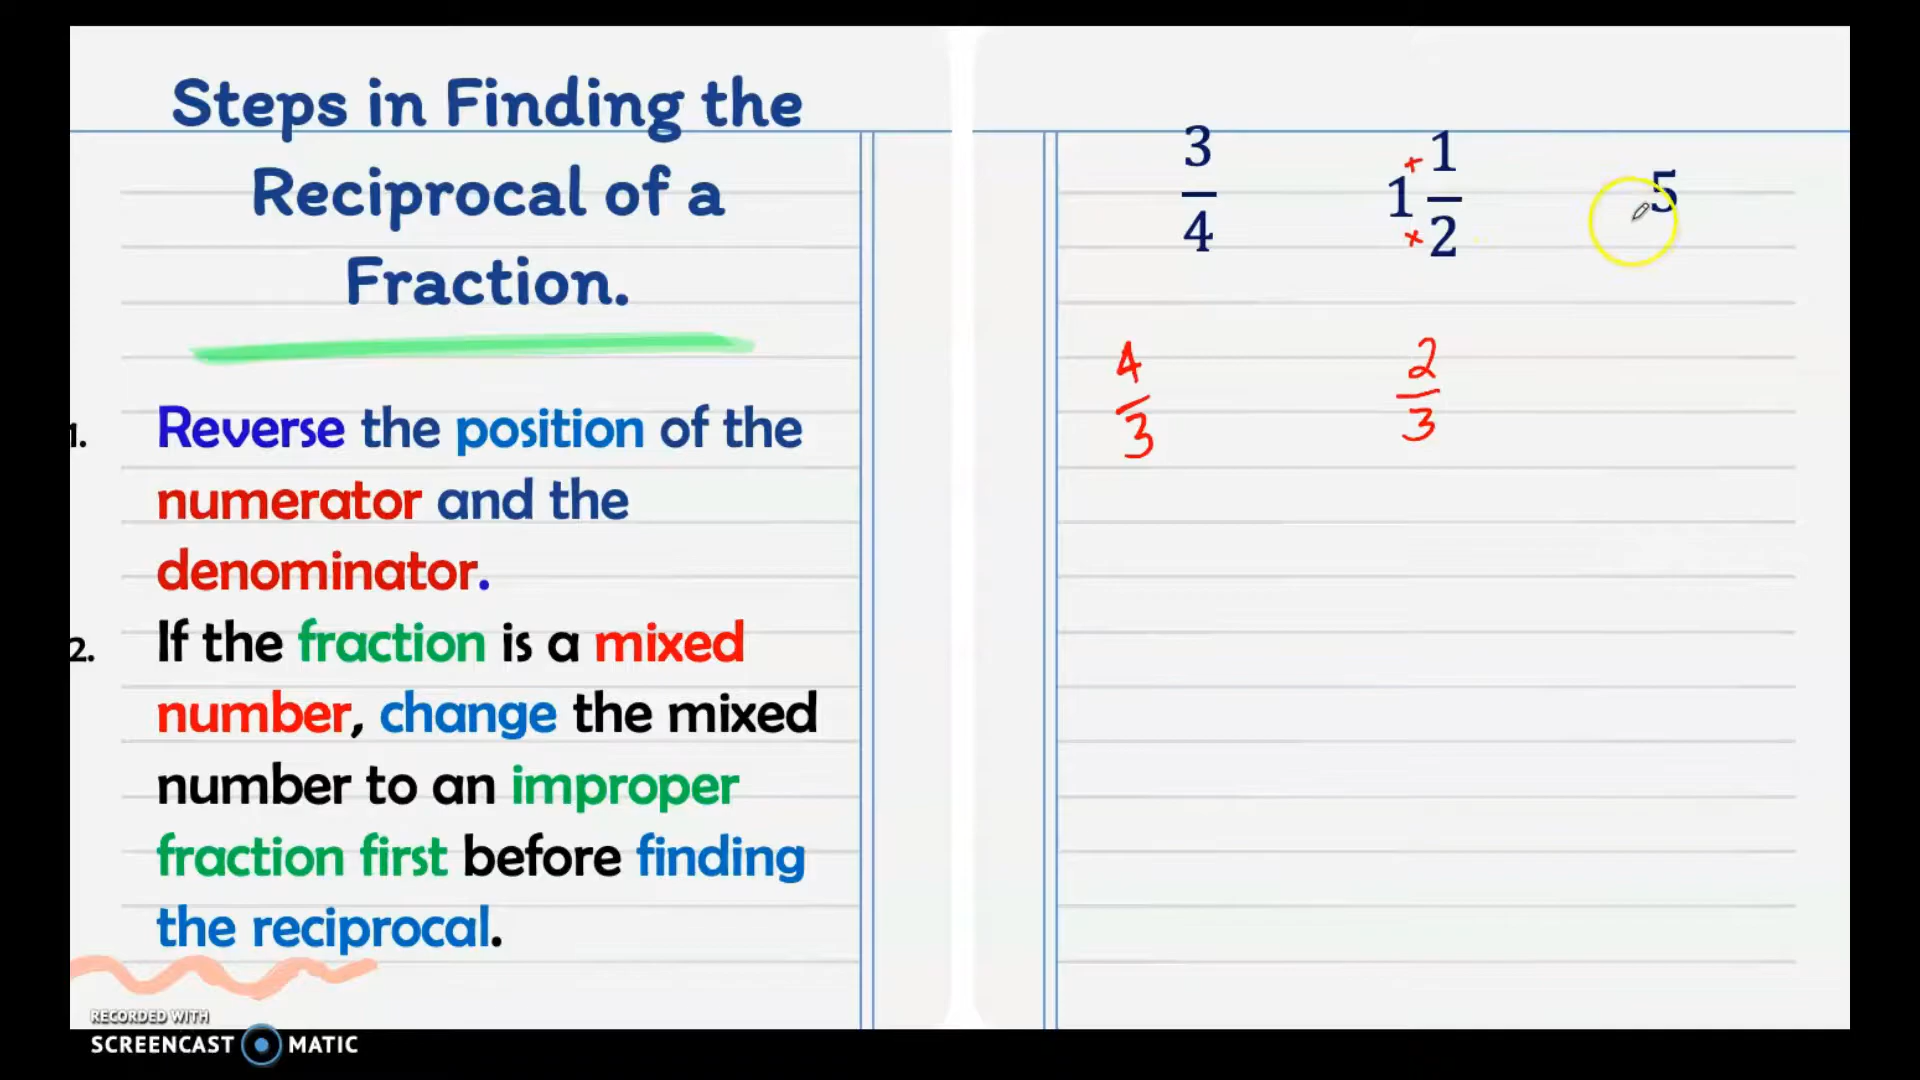 Steps in Finding the
Reciprocal of a
Fraction.
1. Reverse the position of the
numerator and the
denominator.
2. If the fraction is a mixed
number, change the mixed
number to an improper
fraction first before finding
the reciprocal.
3/4 1 + × 1/2 5
4/3 2/3
RECORDED WITH
SCREENCAST MATIC